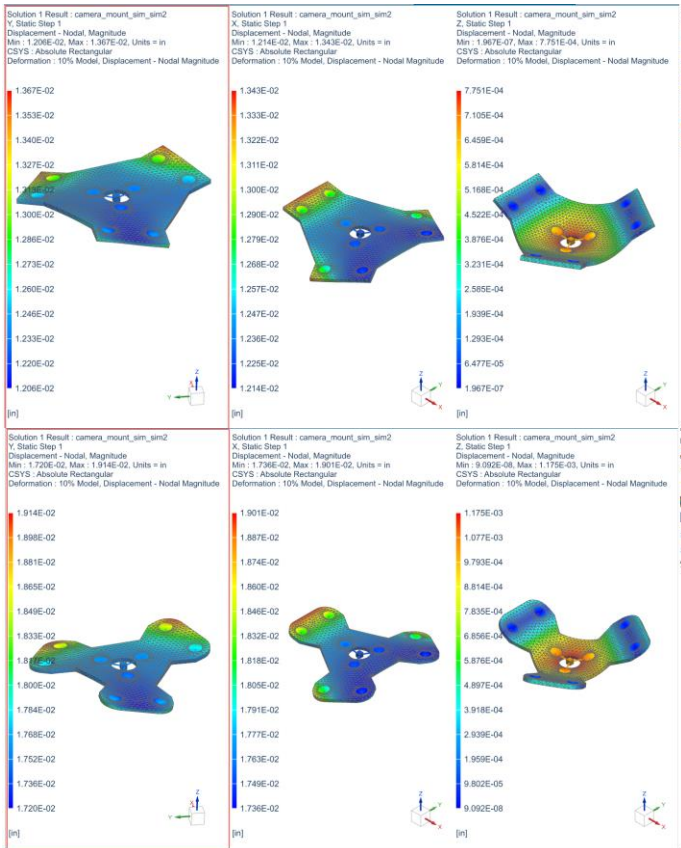 Solution 1 Result : camera_mount_sim_sim2
Y, Static Step 1
Displacement - Nodal, Magnitude
Min : 1.206E-02, Max : 1.367E-02, Units = in
CSYS : Absolute Rectangular
Deformation : 10% Model, Displacement - Nodal Magnitude
1.367E-02
1.353E-02
1.340E-02
1.327E-02
1.313E-02
1.300E-02
1.286E-02
1.273E-02
1.260E-02
1.246E-02
1.233E-02
1.220E-02
1.206E-02
[in]
X
Z
Y
Solution 1 Result : camera_mount_sim_sim2
X, Static Step 1
Displacement - Nodal, Magnitude
Min : 1.214E-02, Max : 1.343E-02, Units = in
CSYS : Absolute Rectangular
Deformation : 10% Model, Displacement - Nodal Magnitude
1.343E-02
1.333E-02
1.322E-02
1.311E-02
1.300E-02
1.290E-02
1.279E-02
1.268E-02
1.257E-02
1.247E-02
1.236E-02
1.225E-02
1.214E-02
[in]
Z
Y
X
Solution 1 Result : camera_mount_sim_sim2
Z, Static Step 1
Displacement - Nodal, Magnitude
Min : 1.967E-07, Max : 7.751E-04, Units = in
CSYS : Absolute Rectangular
Deformation : 10% Model, Displacement - Nodal Magnitude
7.751E-04
7.105E-04
6.459E-04
5.814E-04
5.168E-04
4.522E-04
3.876E-04
3.231E-04
2.585E-04
1.939E-04
1.293E-04
6.477E-05
1.967E-07
[in]
Z
Y
X
Solution 1 Result : camera_mount_sim_sim2
Y, Static Step 1
Displacement - Nodal, Magnitude
Min : 1.720E-02, Max : 1.914E-02, Units = in
CSYS : Absolute Rectangular
Deformation : 10% Model, Displacement - Nodal Magnitude
1.914E-02
1.898E-02
1.881E-02
1.865E-02
1.849E-02
1.833E-02
1.817E-02
1.800E-02
1.784E-02
1.768E-02
1.752E-02
1.736E-02
1.720E-02
[in]
X
Z
Y
Solution 1 Result : camera_mount_sim_sim2
X, Static Step 1
Displacement - Nodal, Magnitude
Min : 1.736E-02, Max : 1.901E-02, Units = in
CSYS : Absolute Rectangular
Deformation : 10% Model, Displacement - Nodal Magnitude
1.901E-02
1.887E-02
1.874E-02
1.860E-02
1.846E-02
1.832E-02
1.818E-02
1.805E-02
1.791E-02
1.777E-02
1.763E-02
1.749E-02
1.736E-02
[in]
Z
Y
X
Solution 1 Result : camera_mount_sim_sim2
Z, Static Step 1
Displacement - Nodal, Magnitude
Min : 9.092E-08, Max : 1.175E-03, Units = in
CSYS : Absolute Rectangular
Deformation : 10% Model, Displacement - Nodal Magnitude
1.175E-03
1.077E-03
9.793E-04
8.814E-04
7.835E-04
6.856E-04
5.876E-04
4.897E-04
3.918E-04
2.939E-04
1.959E-04
9.802E-05
9.092E-08
[in]
Z
Y
X